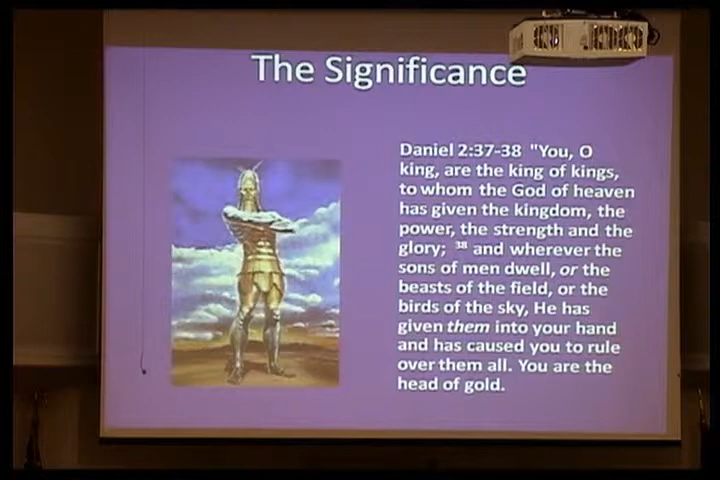 The Significance
Daniel 2:37-38 "You, O
king, are the king of kings,
to whom the God of heaven
has given the kingdom, the
power, the strength and the
glory; 38 and wherever the
sons of men dwell, or the
beasts of the field, or the
birds of the sky, He has
given them into your hand
and has caused you to rule
over them all. You are the
head of gold.